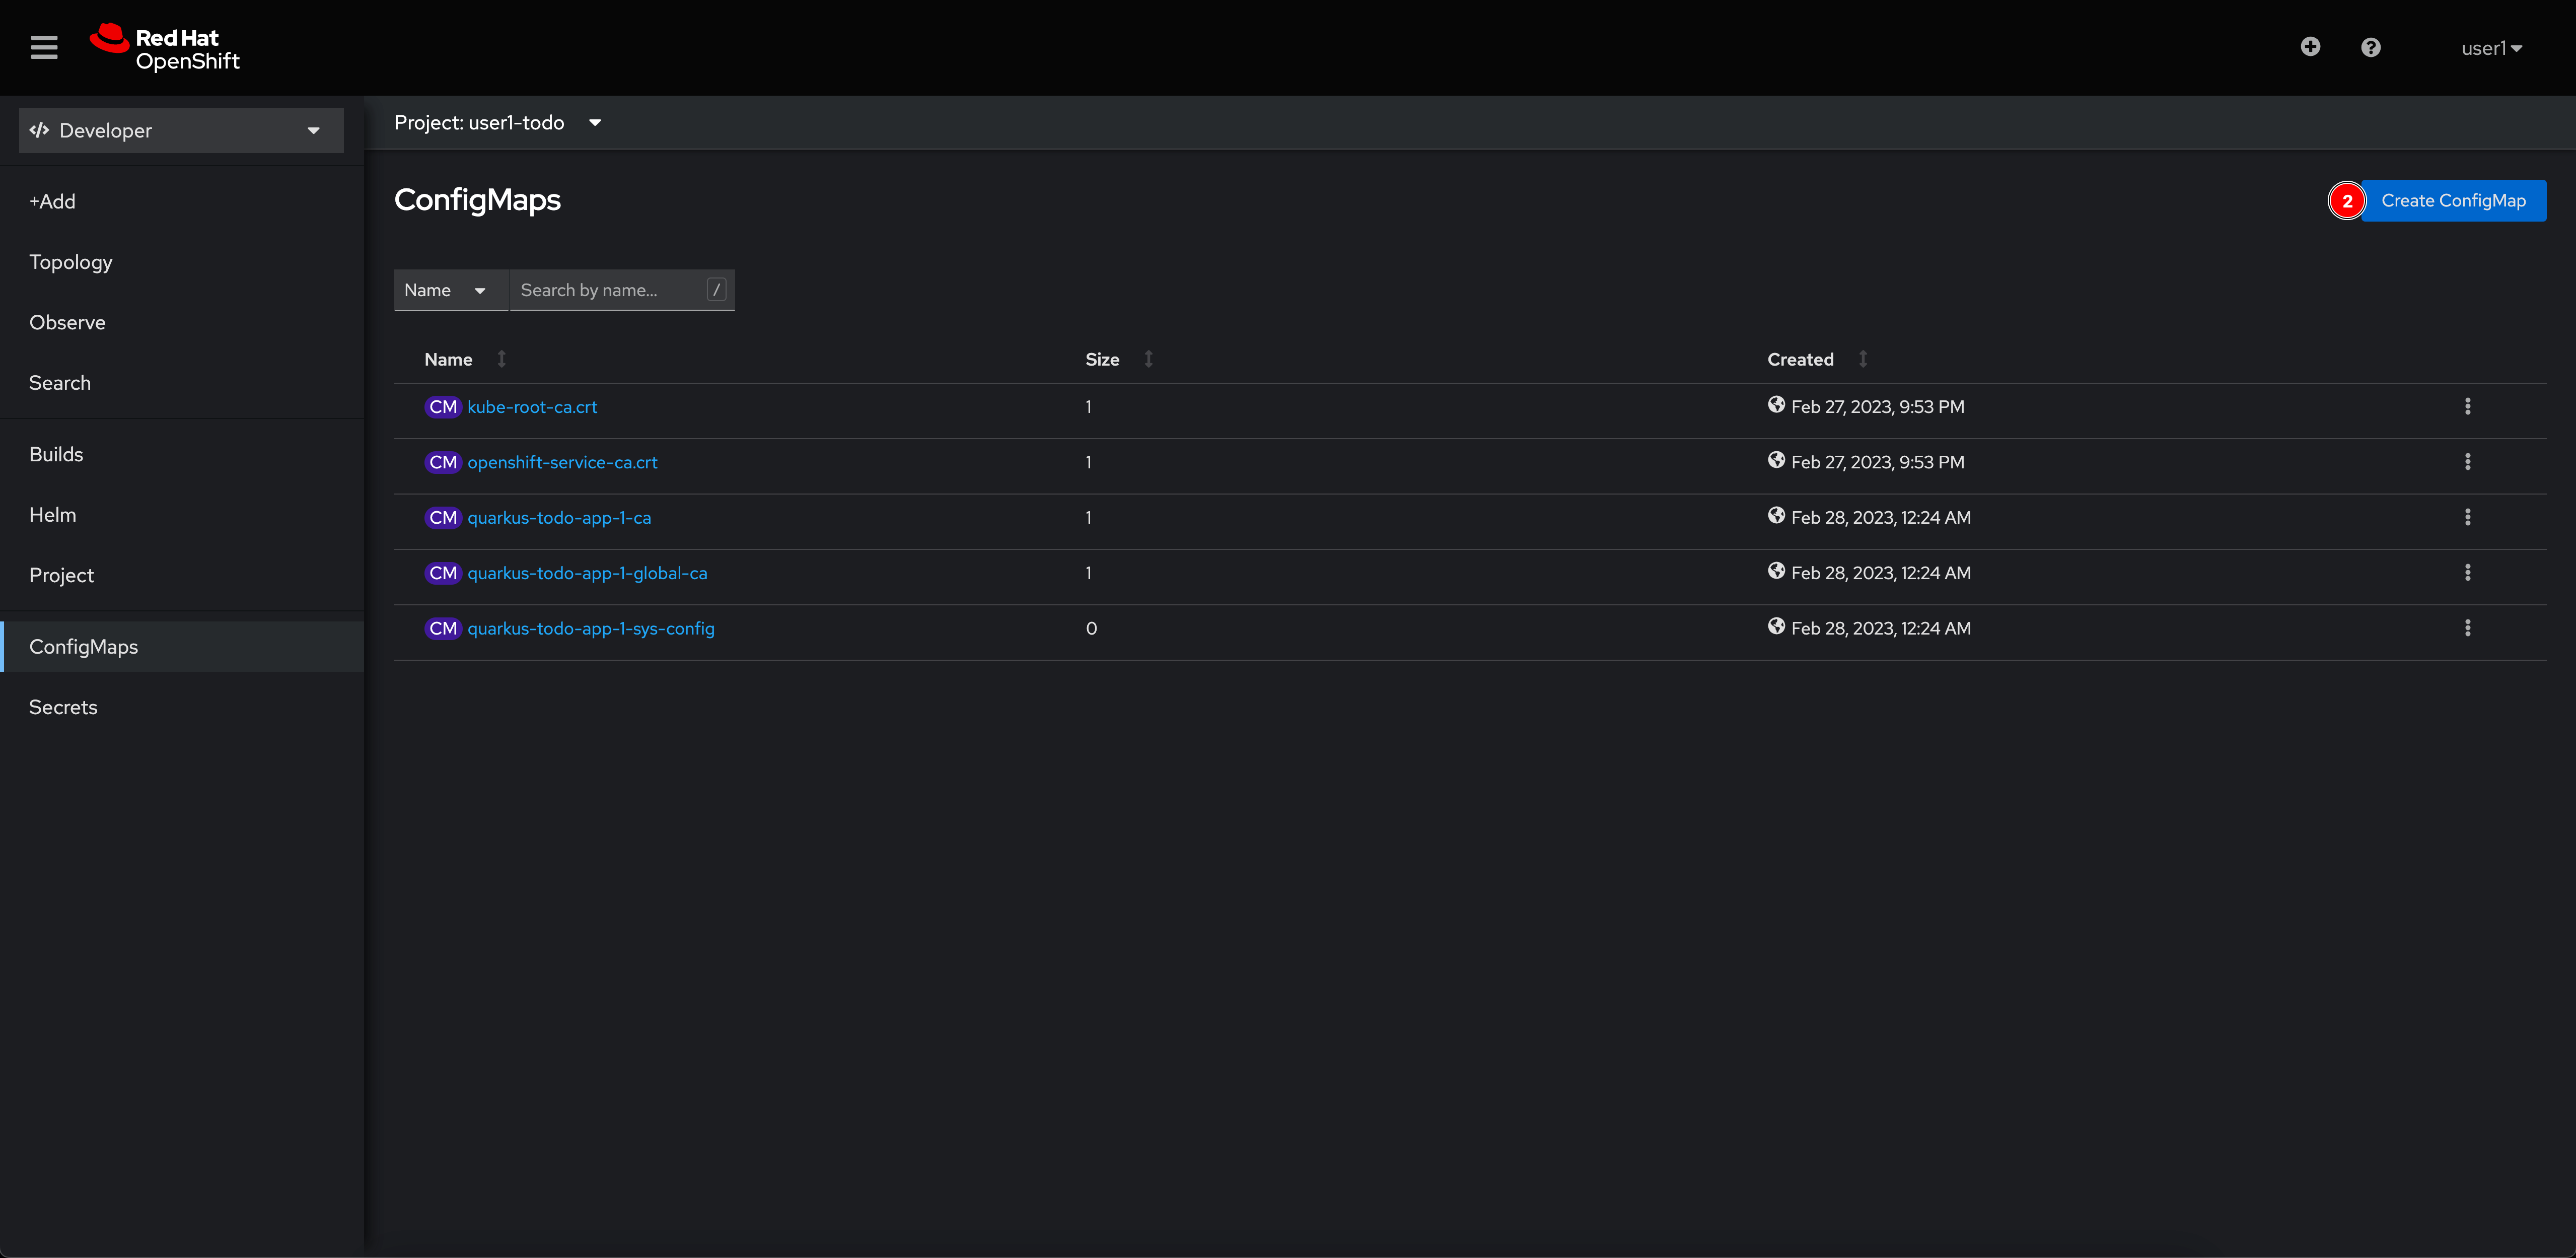 Red Hat
OpenShift
user1
Developer
Project: user1-todo
+Add
Topology
Observe
Search
Builds
Helm
Project
ConfigMaps
Secrets
ConfigMaps
2 Create ConfigMap
Name Search by name... /
Name Size Created
CM kube-root-ca.crt 1 Feb 27, 2023, 9:53 PM
CM openshift-service-ca.crt 1 Feb 27, 2023, 9:53 PM
CM quarkus-todo-app-1-ca 1 Feb 28, 2023, 12:24 AM
CM quarkus-todo-app-1-global-ca 1 Feb 28, 2023, 12:24 AM
CM quarkus-todo-app-1-sys-config 0 Feb 28, 2023, 12:24 AM